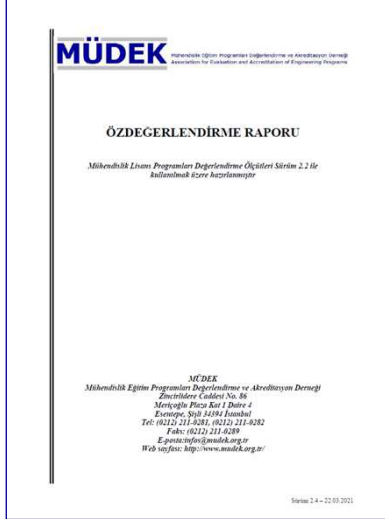 MÜDEK
Mühendislik Eğitim Programları Değerlendirme ve Akreditasyon Derneği
Association for Evaluation and Accreditation of Engineering Programs
ÖZDEĞERLENDİRME RAPORU
Mühendislik Lisans Programları Değerlendirme Ölçütleri Sürüm 2.2 ile
kullanılmak üzere hazırlanmıştır
MÜDEK
Mühendislik Eğitim Programları Değerlendirme ve Akreditasyon Derneği
Zincirlidere Caddesi No. 86
Meriçoğlu Plaza Kat 1 Daire 4
Esentepe, Şişli 34394 İstanbul
Tel: (0212) 211-0281, (0212) 211-0282
Faks: (0212) 211-0289
E-posta:infos@mudek.org.tr
Web sayfası: http://www.mudek.org.tr/
Sürüm 2.4 – 22.03.2021